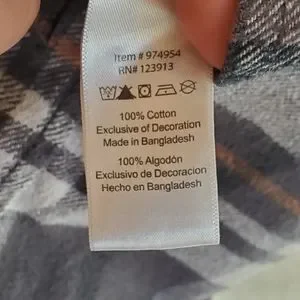 Item # 974954
RN# 123913
100% Cotton
Exclusive of Decoration
Made in Bangladesh
100% Algodón
Exclusive de Decoracion
Hecho en Bangladesh